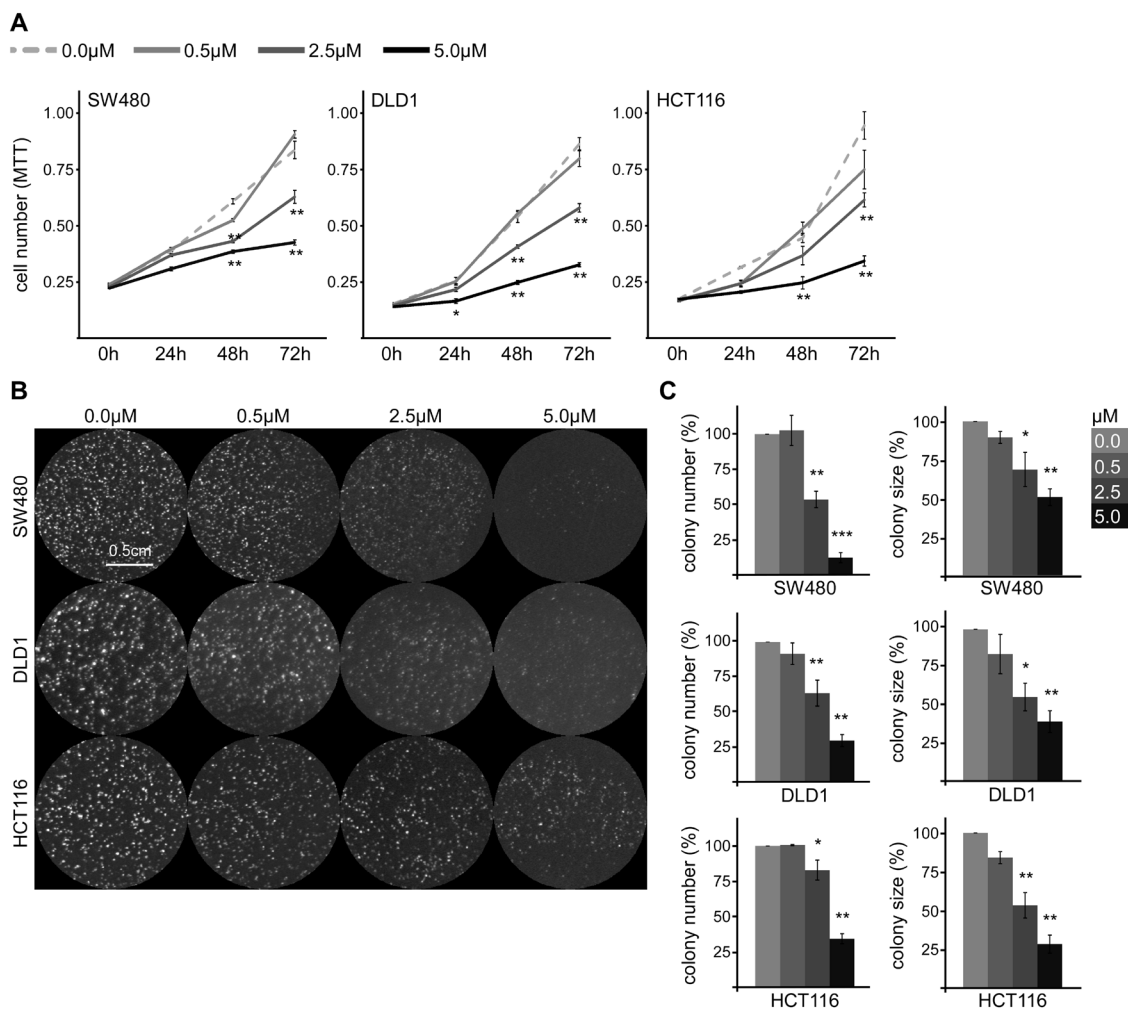 A
0.0µM 0.5µM 2.5µM 5.0µM
SW480 DLD1 HCT116
cell number (MTT)
1.00 1.00 1.00
0.75 0.75 0.75
0.50 0.50 0.50
0.25 0.25 0.25
** ** ** ** 
* ** ** ** **
** ** **
0h 24h 48h 72h 0h 24h 48h 72h 0h 24h 48h 72h
B
0.0µM 0.5µM 2.5µM 5.0µM
SW480
0.5cm
DLD1
HCT116
C
colony number (%)
100
75
50
25
** ***
SW480
colony size (%)
100
75
50
25
* **
SW480
µM
0.0
0.5
2.5
5.0
colony number (%)
100
75
50
25
** **
DLD1
colony size (%)
100
75
50
25
* **
DLD1
colony number (%)
100
75
50
25
* **
HCT116
colony size (%)
100
75
50
25
** **
HCT116